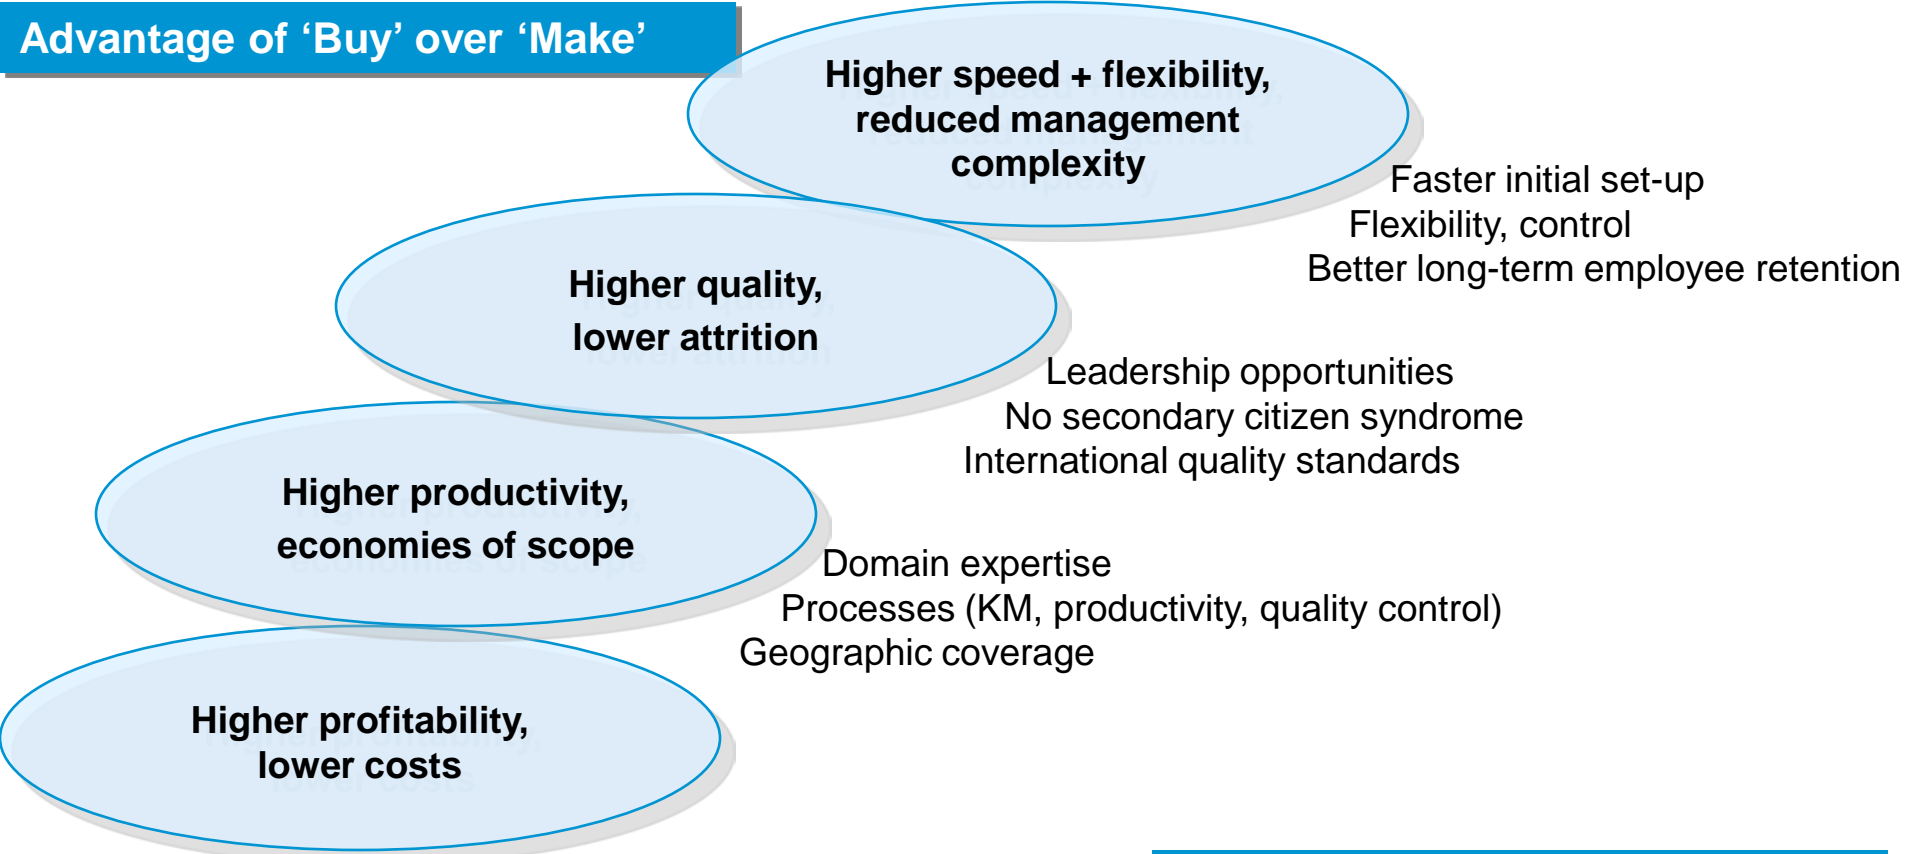 Advantage of ‘Buy’ over ‘Make’
Higher speed + flexibility,
reduced management
complexity
Faster initial set-up
Flexibility, control
Better long-term employee retention
Higher quality,
lower attrition
Leadership opportunities
No secondary citizen syndrome
International quality standards
Higher productivity,
economies of scope
Domain expertise
Processes (KM, productivity, quality control)
Geographic coverage
Higher profitability,
lower costs